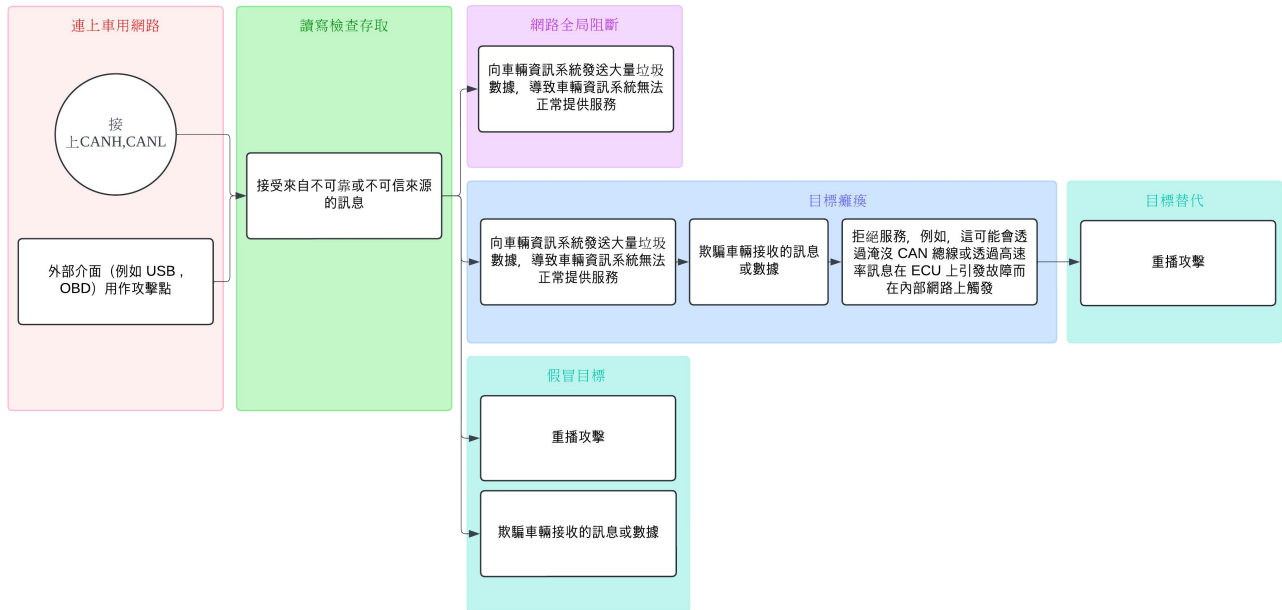 連上車用網路
接
上CANH,CANL
外部介面（例如 USB ,
OBD）用作攻擊點
讀寫檢查存取
接受來自不可靠或不可信來源
的訊息
網路全局阻斷
向車輛資訊系統發送大量垃圾
數據，導致車輛資訊系統無法
正常提供服務
目標癱瘓
向車輛資訊系統發送大量垃圾
數據，導致車輛資訊系統無法
正常提供服務
欺騙車輛接收的訊息
或數據
拒絕服務，例如，這可能會透
過淹沒 CAN 總線或透過高速
率訊息在 ECU 上引發故障而
在內部網路上觸發
目標替代
重播攻擊
假冒目標
重播攻擊
欺騙車輛接收的訊息或數據